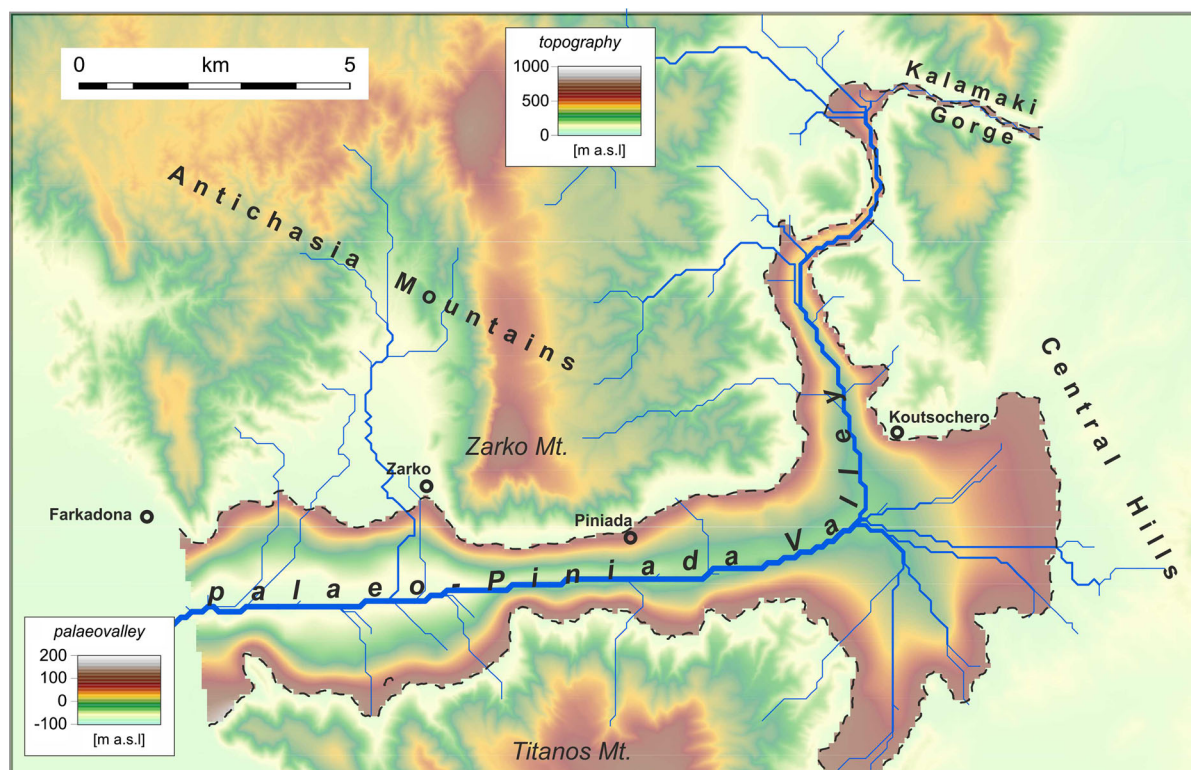 0 km 5
topography
1000
500
0
[m a.s.l]
Kalamaki
Gorge
Antichasia Mountains
Central Hills
Zarko Mt.
Koutsochero
Zarko
Farkadona
Piniada
palaeo-Piniada Valley
palaeovalley
200
100
0
-100
[m a.s.l]
Titanos Mt.